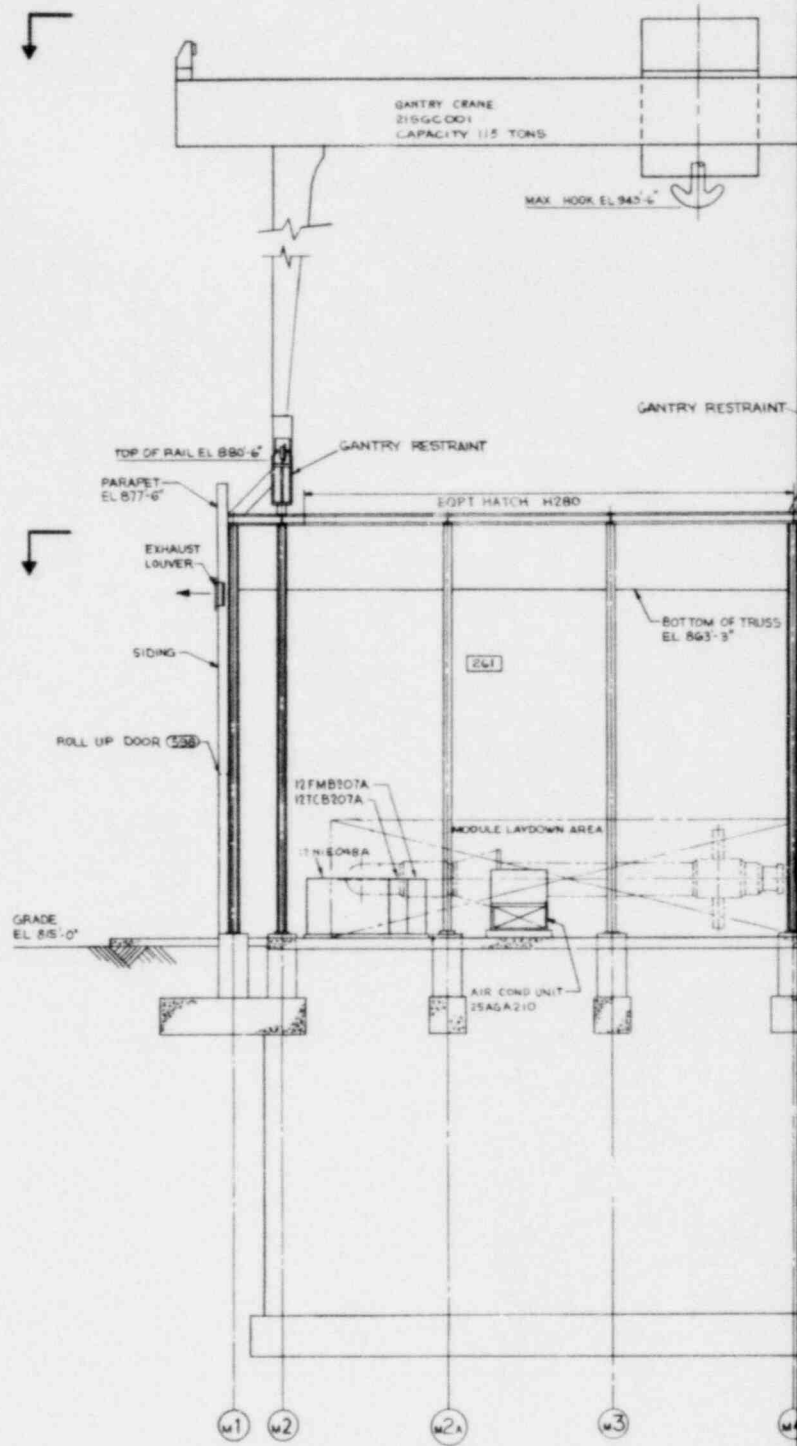 GANTRY CRANE
215GC001
CAPACITY 115 TONS
MAX. HOOK EL 943'-6"
GANTRY RESTRAINT
TOP OF RAIL EL 880'-6"
GANTRY RESTRAINT
PARAPET
EL 877'-6"
EQPT HATCH H280
EXHAUST
LOUVER
BOTTOM OF TRUSS
EL 863'-3"
SIDING
261
ROLL UP DOOR
12FMB207A
12TCB207A
MODULE LAYDOWN AREA
GRADE
EL 815'-0"
AIR COND UNIT
25AGA210
M1
M2
M2A
M3